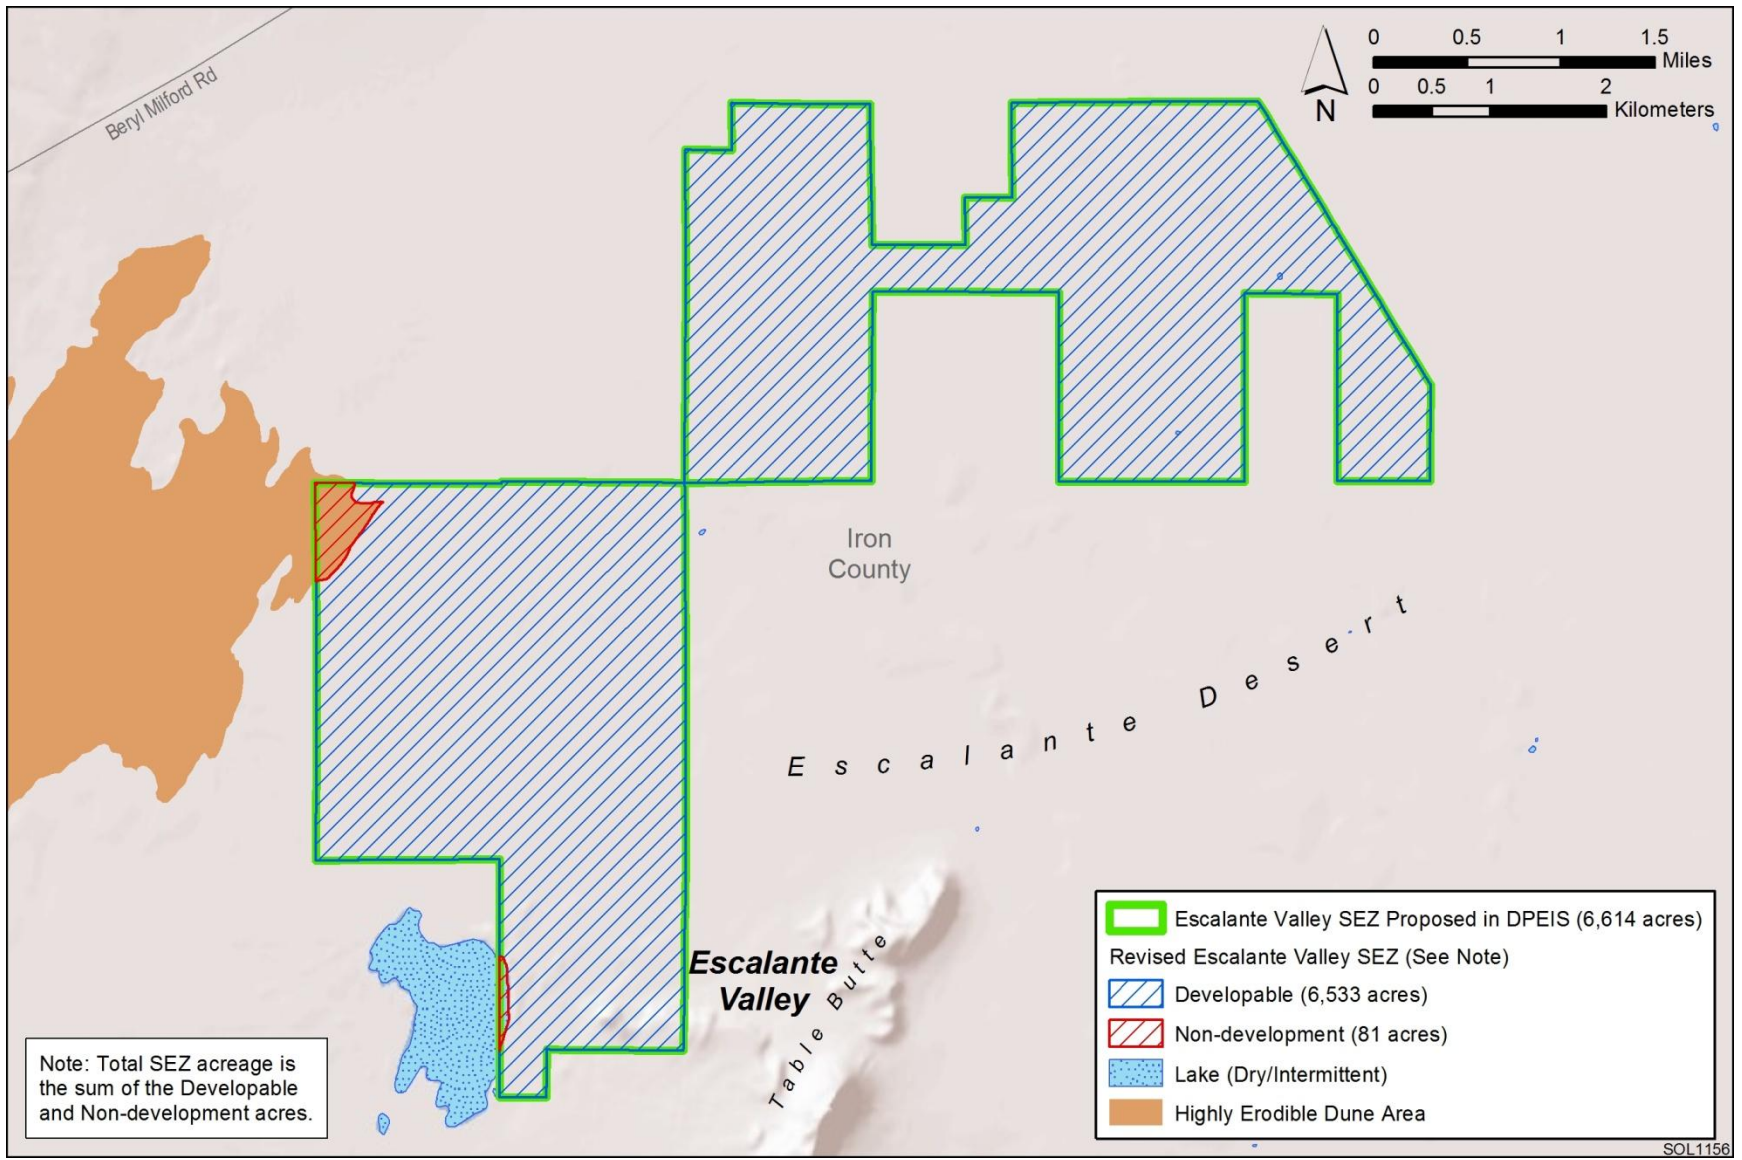 Beryl Milford Rd
0 0.5 1 1.5
Miles
0 0.5 1 2
Kilometers
N
Iron
County
Escalante Desert
Escalante
Valley
Table Butte
Escalante Valley SEZ Proposed in DPEIS (6,614 acres)
Revised Escalante Valley SEZ (See Note)
Developable (6,533 acres)
Non-development (81 acres)
Lake (Dry/Intermittent)
Highly Erodible Dune Area
Note: Total SEZ acreage is
the sum of the Developable
and Non-development acres.
SOL1156